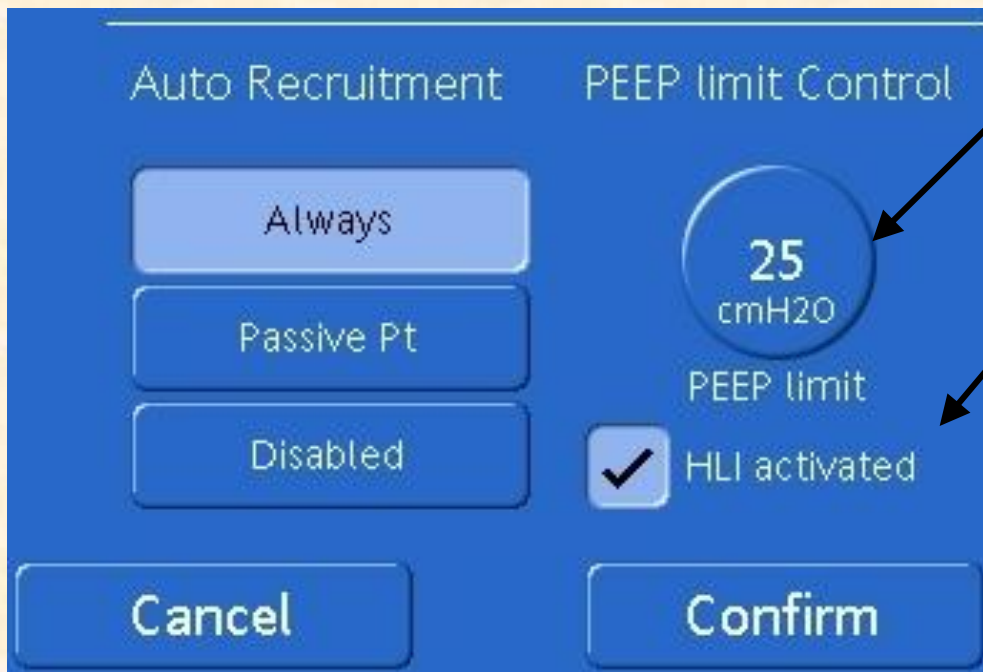 Auto Recruitment
PEEP limit Control
Always
Passive Pt
Disabled
25
cmH2O
PEEP limit
HLI activated
Cancel
Confirm